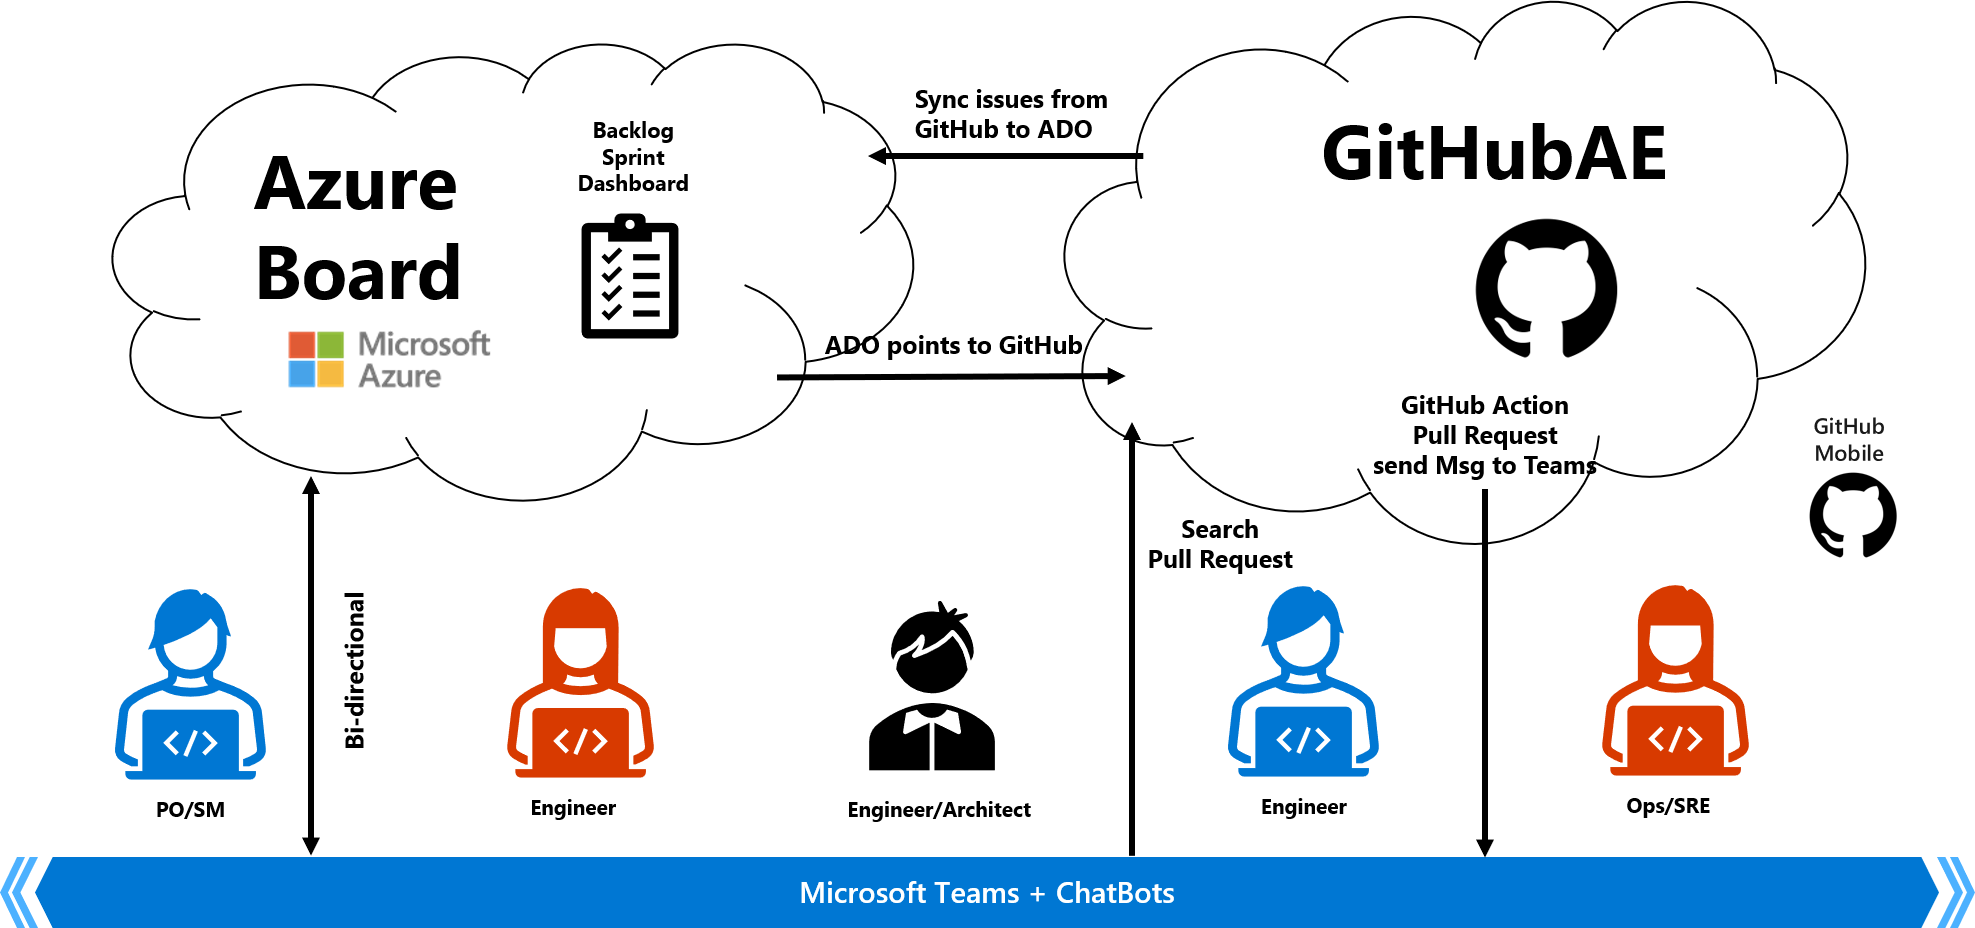 Azure
Board
Microsoft
Azure
Backlog
Sprint
Dashboard
Sync issues from
GitHub to ADO
ADO points to GitHub
GitHubAE
GitHub Action
Pull Request
send Msg to Teams
GitHub
Mobile
Search
Pull Request
Bi-directional
</>
</>
</>
</>
PO/SM
Engineer
Engineer/Architect
Engineer
Ops/SRE
Microsoft Teams + ChatBots